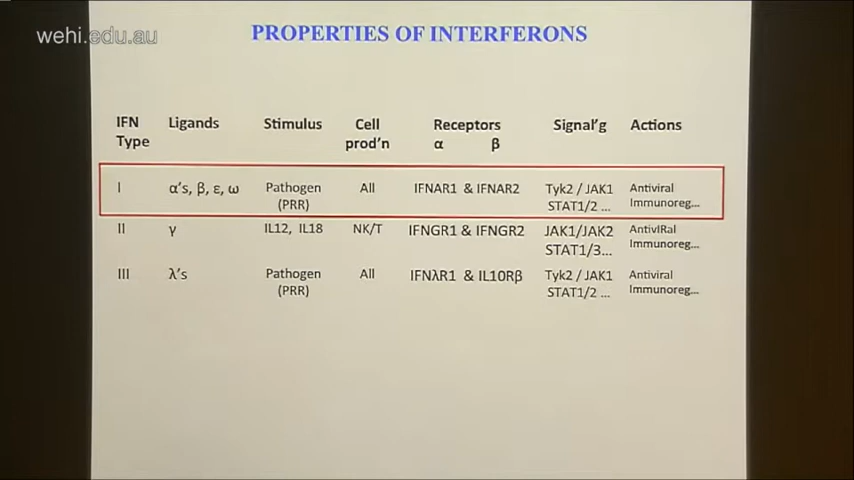 wehi.edu.au
PROPERTIES OF INTERFERONS
IFN Type Ligands Stimulus Cell prod'n Receptors α β Signal'g Actions
I α's, β, ε, ω Pathogen (PRR) All IFNAR1 & IFNAR2 Tyk2 / JAK1 STAT1/2 ... Antiviral Immunoreg...
II γ IL12, IL18 NK/T IFNGR1 & IFNGR2 JAK1/JAK2 STAT1/3... AntivIRal Immunoreg...
III λ's Pathogen (PRR) All IFNλR1 & IL10Rβ Tyk2 / JAK1 STAT1/2 ... Antiviral Immunoreg...